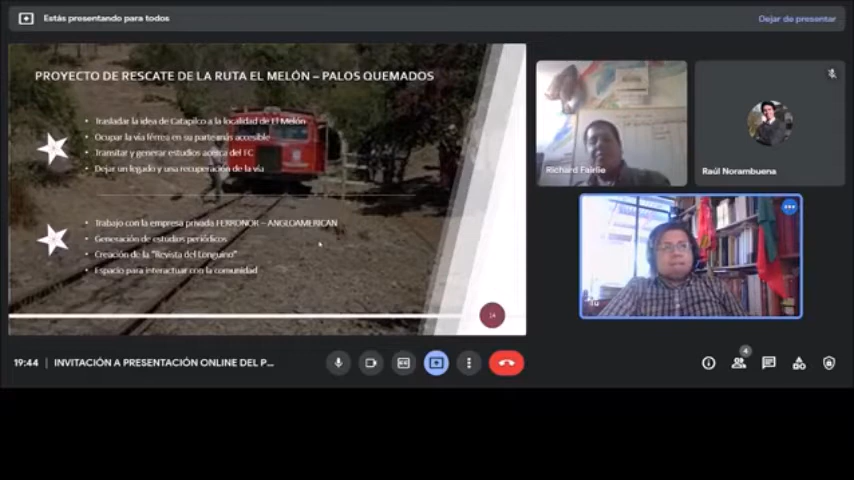 Estás presentando para todos
Dejar de presentar
PROYECTO DE RESCATE DE LA RUTA EL MELÓN – PALOS QUEMADOS
• Trasladar la idea de Catapilco a la localidad de El Melón
• Ocupar la vía férrea en su parte más accesible
• Transitar y generar estudios acerca del FC
• Dejar un legado y una recuperación de la vía
• Trabajo con la empresa privada FERRONOR – ANGLOAMERICAN
• Generación de estudios periódicos
• Creación de la "Revista del Longuino"
• Espacio para interactuar con la comunidad
14
Richard Fairlie
Raúl Norambuena
Tú
19:44 | INVITACIÓN A PRESENTACIÓN ONLINE DEL P...
4